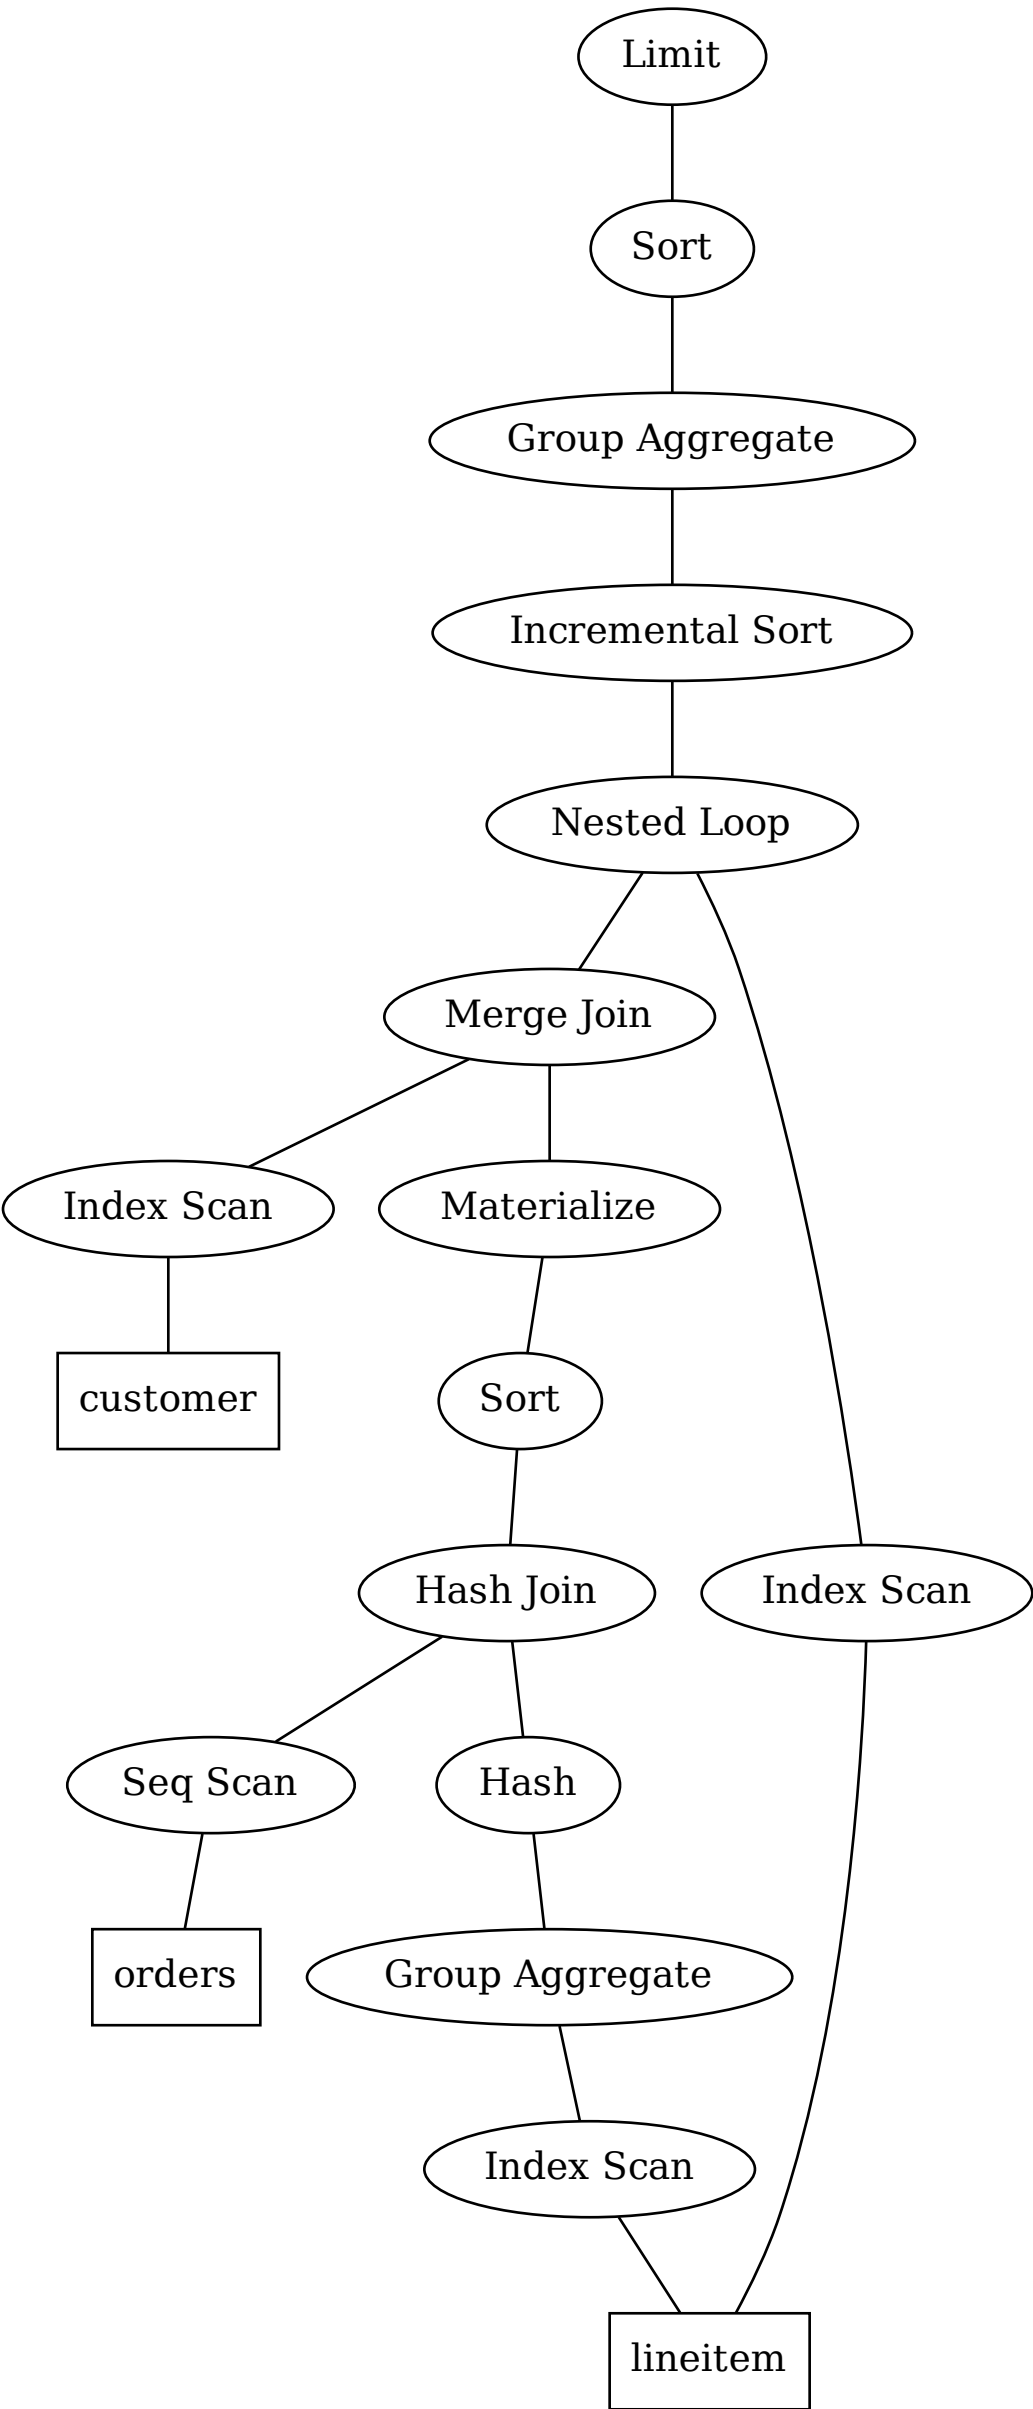 Limit
Sort
Group Aggregate
Incremental Sort
Nested Loop
Merge Join
Index Scan
Materialize
customer
Sort
Hash Join
Index Scan
Seq Scan
Hash
orders
Group Aggregate
Index Scan
lineitem